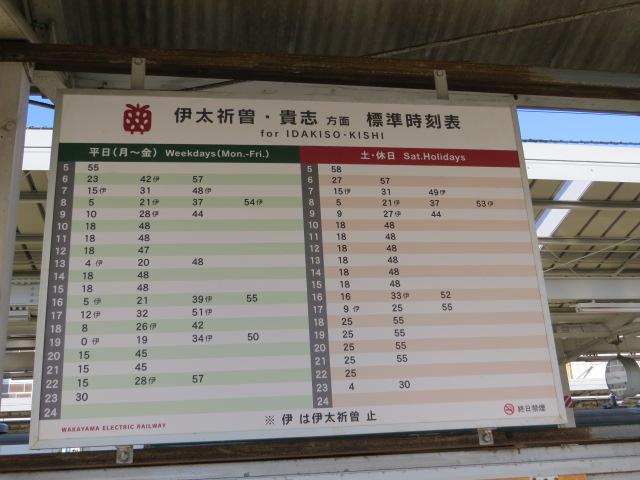 伊太祈曽・貴志 方面 標準時刻表
for IDAKISO・KISHI
平日(月〜金) Weekdays(Mon.-Fri.)
5 55
6 23 42伊 57
7 15伊 31 48伊
8 5 21伊 37 54伊
9 10 28伊 44
10 18 48
11 18 48
12 18 47
13 4伊 20 48
14 18 48
15 18 48
16 5伊 21 39伊 55
17 12伊 32 51伊
18 8 26伊 42
19 0伊 19 34伊 50
20 15 45
21 15 45
22 15 28伊 57
23 30
24
土・休日 Sat.Holidays
5 58
6 27 57
7 15伊 31 49伊
8 5 21伊 37 53伊
9 9 27伊 44
10 18 48
11 18 48
12 18 48
13 18 48
14 18 48
15 18 48
16 16 33伊 52
17 9伊 25 55
18 25 55
19 25 55
20 25 55
21 25 55
22 25
23 4 30
24
WAKAYAMA ELECTRIC RAILWAY
※ 伊 は伊太祈曽 止
終日禁煙